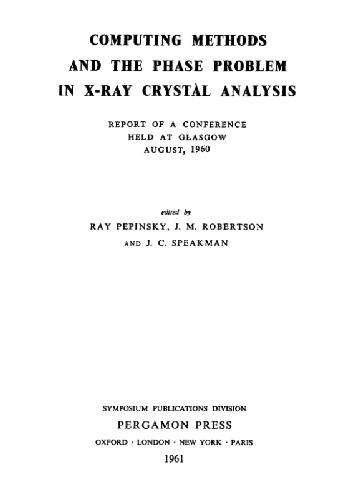 COMPUTING METHODS
AND THE PHASE PROBLEM
IN X-RAY CRYSTAL ANALYSIS
REPORT OF A CONFERENCE
HELD AT GLASGOW
AUGUST, 1960
edited by
RAY PEPINSKY, J. M. ROBERTSON
AND J. C. SPEAKMAN
SYMPOSIUM PUBLICATIONS DIVISION
PERGAMON PRESS
OXFORD · LONDON · NEW YORK · PARIS
1961